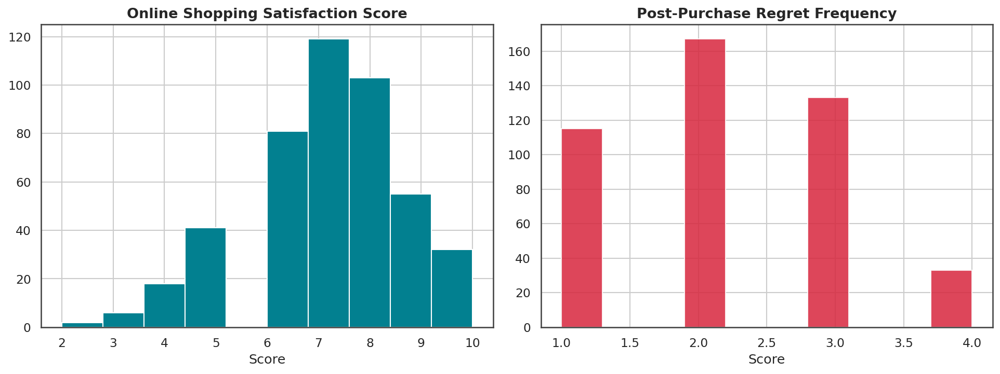 Online Shopping Satisfaction Score
120
100
80
60
40
20
0
2 3 4 5 6 7 8 9 10
Score
Post-Purchase Regret Frequency
160
140
120
100
80
60
40
20
0
1.0 1.5 2.0 2.5 3.0 3.5 4.0
Score